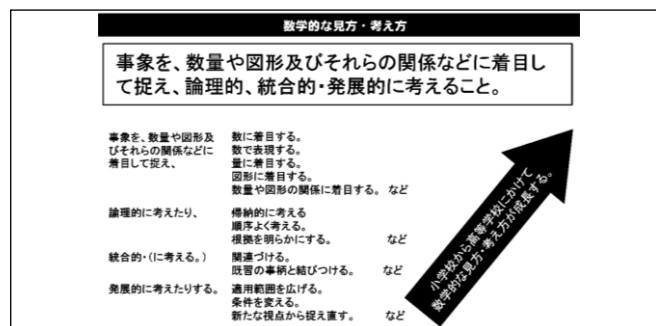 数学的な見方・考え方
事象を、数量や図形及びそれらの関係などに着目し
て捉え、論理的、統合的・発展的に考えること。
事象を、数量や図形及
びそれらの関係などに
着目して捉え、
数に着目する。
数で表現する。
量に着目する。
図形に着目する。
数量や図形の関係に着目する。 など
論理的に考えたり、
帰納的に考える
順序よく考える。
根拠を明らかにする。 など
統合的・(に考える。)
関連づける。
既習の事柄と結びつける。 など
発展的に考えたりする。
適用範囲を広げる。
条件を変える。
新たな視点から捉え直す。 など
小学校から高等学校にかけて
数学的な見方・考え方が成長する。